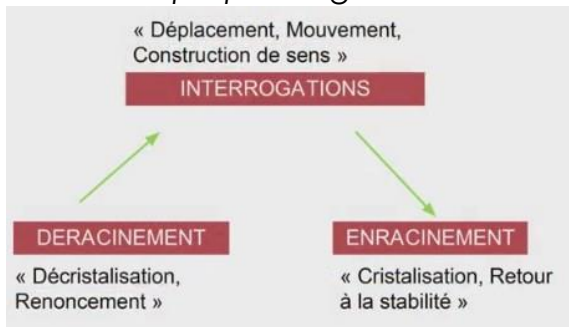 « Déplacement, Mouvement,
Construction de sens »
INTERROGATIONS
DERACINEMENT
« Décristalisation,
Renoncement »
ENRACINEMENT
« Cristalisation, Retour
à la stabilité »